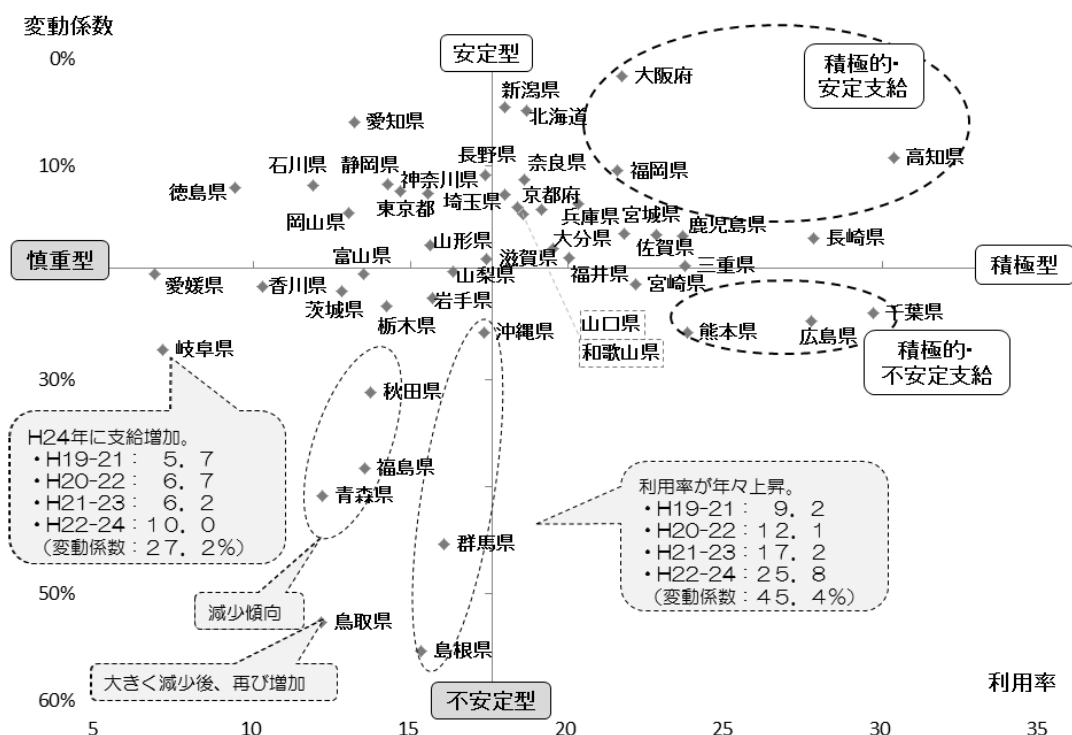 変動係数
0%
安定型
積極的・
安定支給
大阪府
新潟県
北海道
愛知県
長野県
奈良県
高知県
10%
石川県
静岡県
神奈川県
福岡県
徳島県
東京都
埼玉県
京都府
岡山県
兵庫県
宮城県
鹿児島県
山形県
大分県
佐賀県
長崎県
富山県
滋賀県
慎重型
積極型
山梨県
福井県
三重県
愛媛県
香川県
宮崎県
茨城県
岩手県
栃木県
沖縄県
山口県
熊本県
広島県
千葉県
和歌山県
岐阜県
積極的・
不安定支給
30%
秋田県
H24年に支給増加。
・H19-21： 5．7
・H20-22： 6．7
・H21-23： 6．2
・H22-24：10．0
（変動係数：27．2%）
福島県
青森県
利用率が年々上昇。
・H19-21： 9．2
・H20-22：12．1
・H21-23：17．2
・H22-24：25．8
（変動係数：45．4%）
群馬県
50%
減少傾向
鳥取県
島根県
大きく減少後、再び増加
利用率
60%
不安定型
5
10
15
20
25
30
35